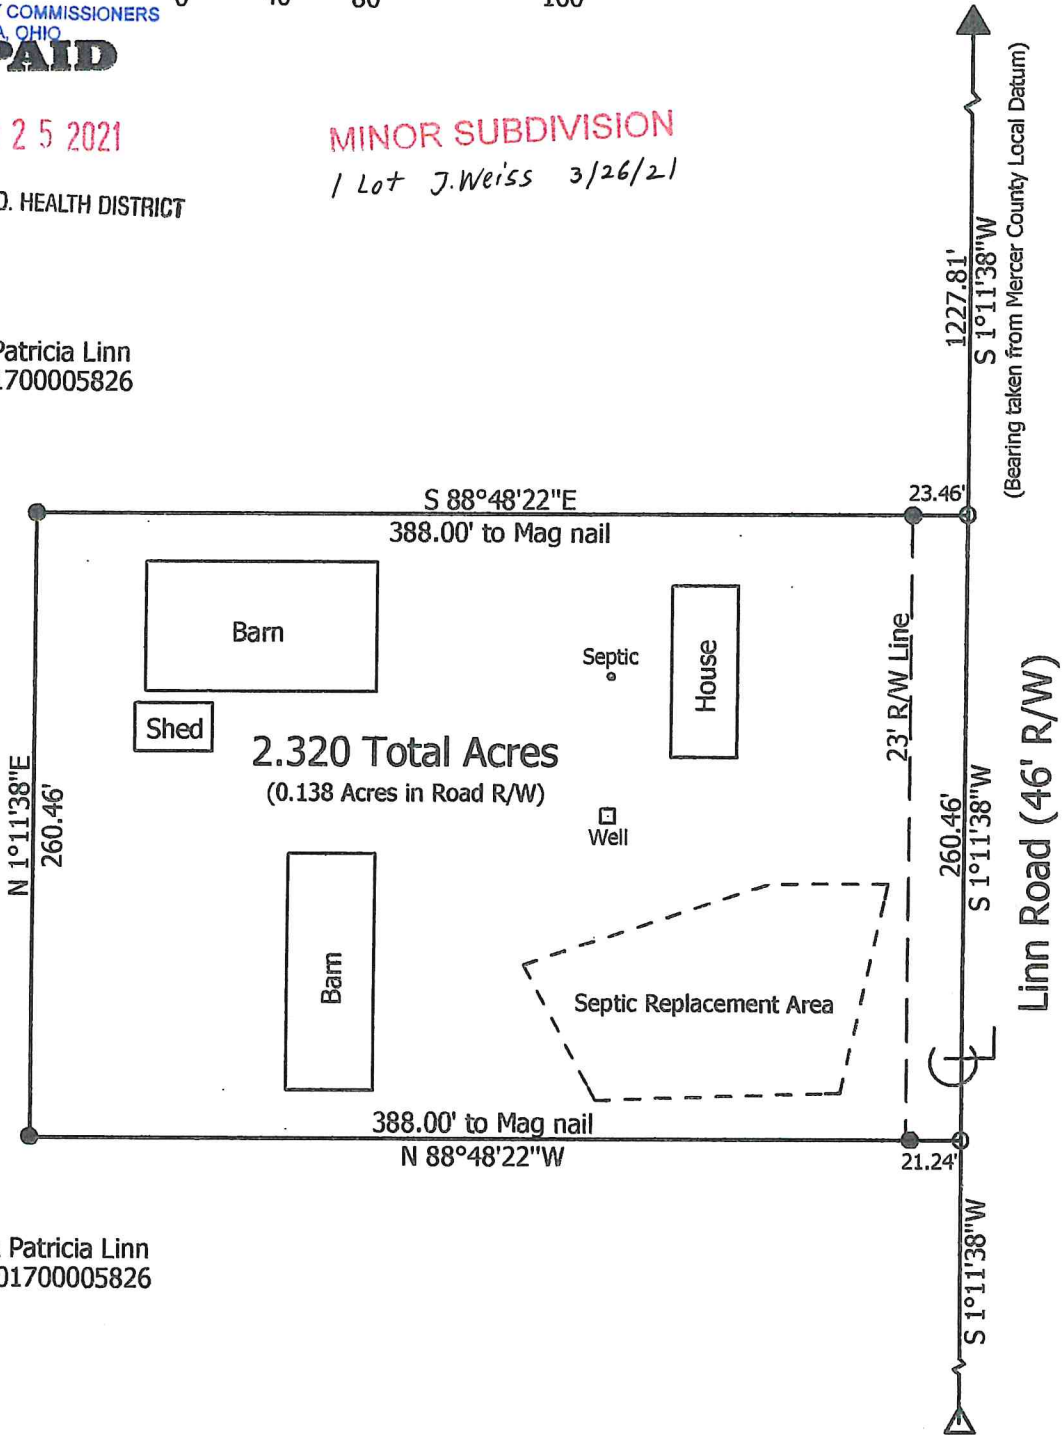 COMMISSIONERS
OHIO
PAID
25 2021
MINOR SUBDIVISION
1 Lot J. Weiss 3/26/21
HEALTH DISTRICT
Patricia Linn
1700005826
1227.81'
S 1°11'38"W
(Bearing taken from Mercer County Local Datum)
S 88°48'22"E
388.00' to Mag nail
23.46'
Barn
Septic
House
23' R/W Line
Shed
2.320 Total Acres
(0.138 Acres in Road R/W)
N 1°11'38"E
260.46'
Well
260.46'
S 1°11'38"W
Linn Road (46' R/W)
Barn
Septic Replacement Area
388.00' to Mag nail
N 88°48'22"W
21.24'
Patricia Linn
01700005826
S 1°11'38"W